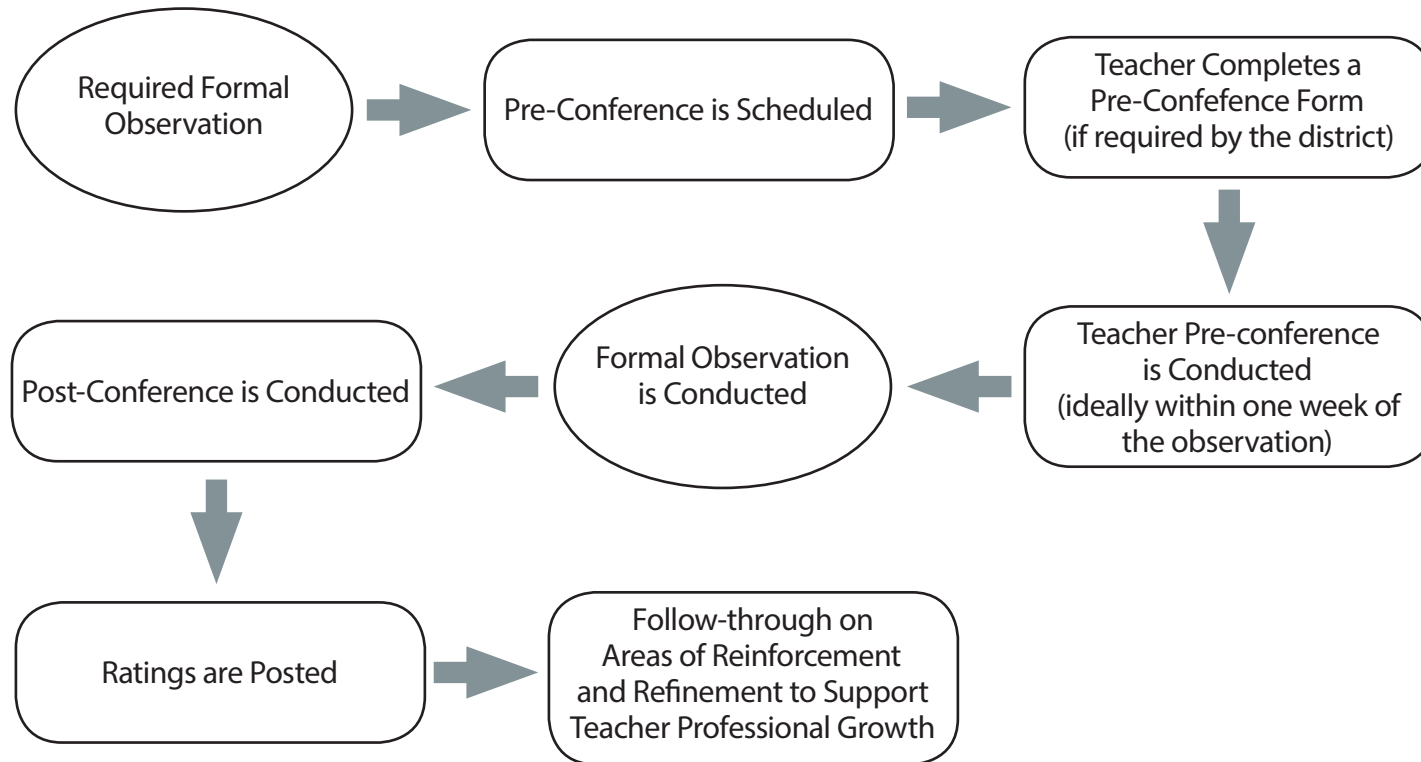 Required Formal
Observation
Pre-Conference is Scheduled
Teacher Completes a
Pre-Confefence Form
(if required by the district)
Teacher Pre-conference
is Conducted
(ideally within one week of
the observation)
Formal Observation
is Conducted
Post-Conference is Conducted
Ratings are Posted
Follow-through on
Areas of Reinforcement
and Refinement to Support
Teacher Professional Growth